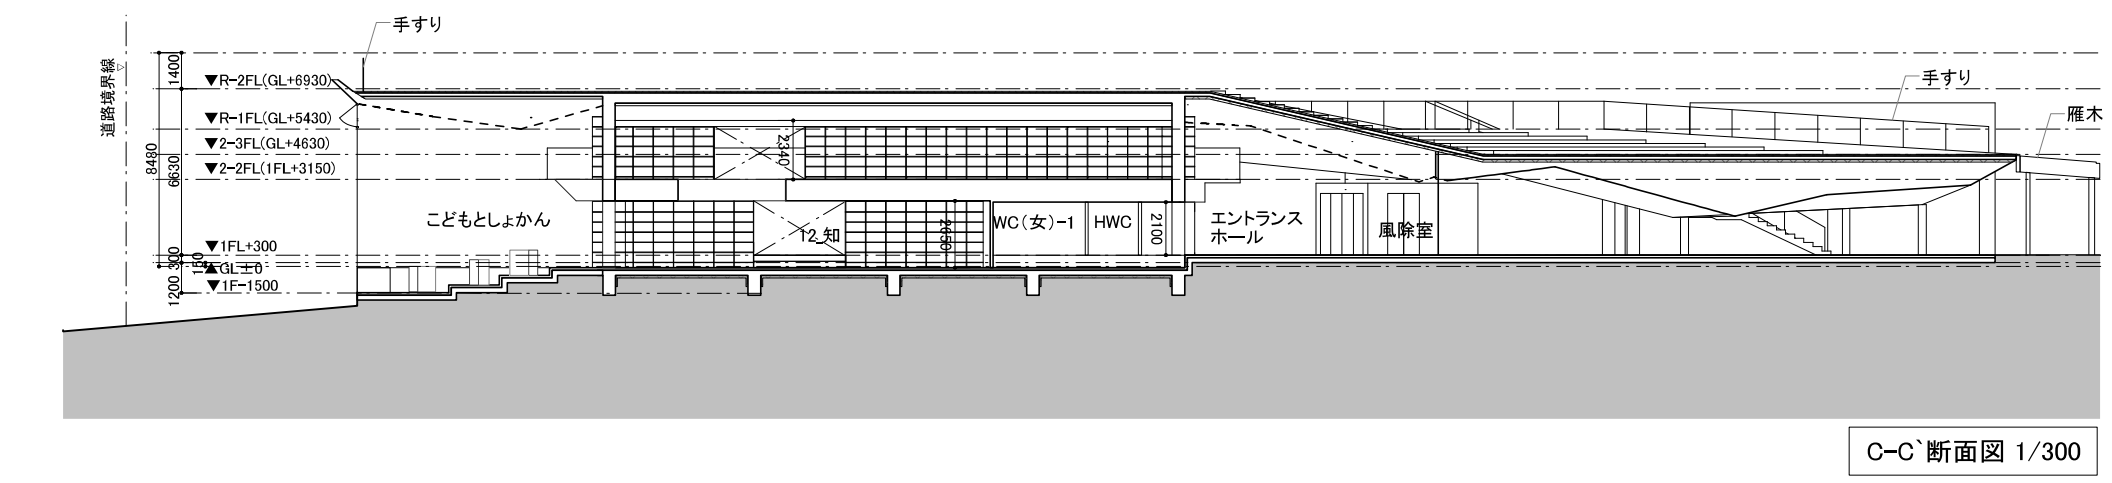 手すり
道路境界線
1400
▼R-2FL(GL+6930)
▼R-1FL(GL+5430)
▼2-3FL(GL+4630)
▼2-2FL(1FL+3150)
8480
6630
手すり
雁木
2340
こどもとしょかん
12_知
2650
WC(女)-1
HWC
2100
エントランス
ホール
風除室
▼1FL+300
300
150
▲GL±0
▼1F-1500
1200
C-C`断面図 1/300